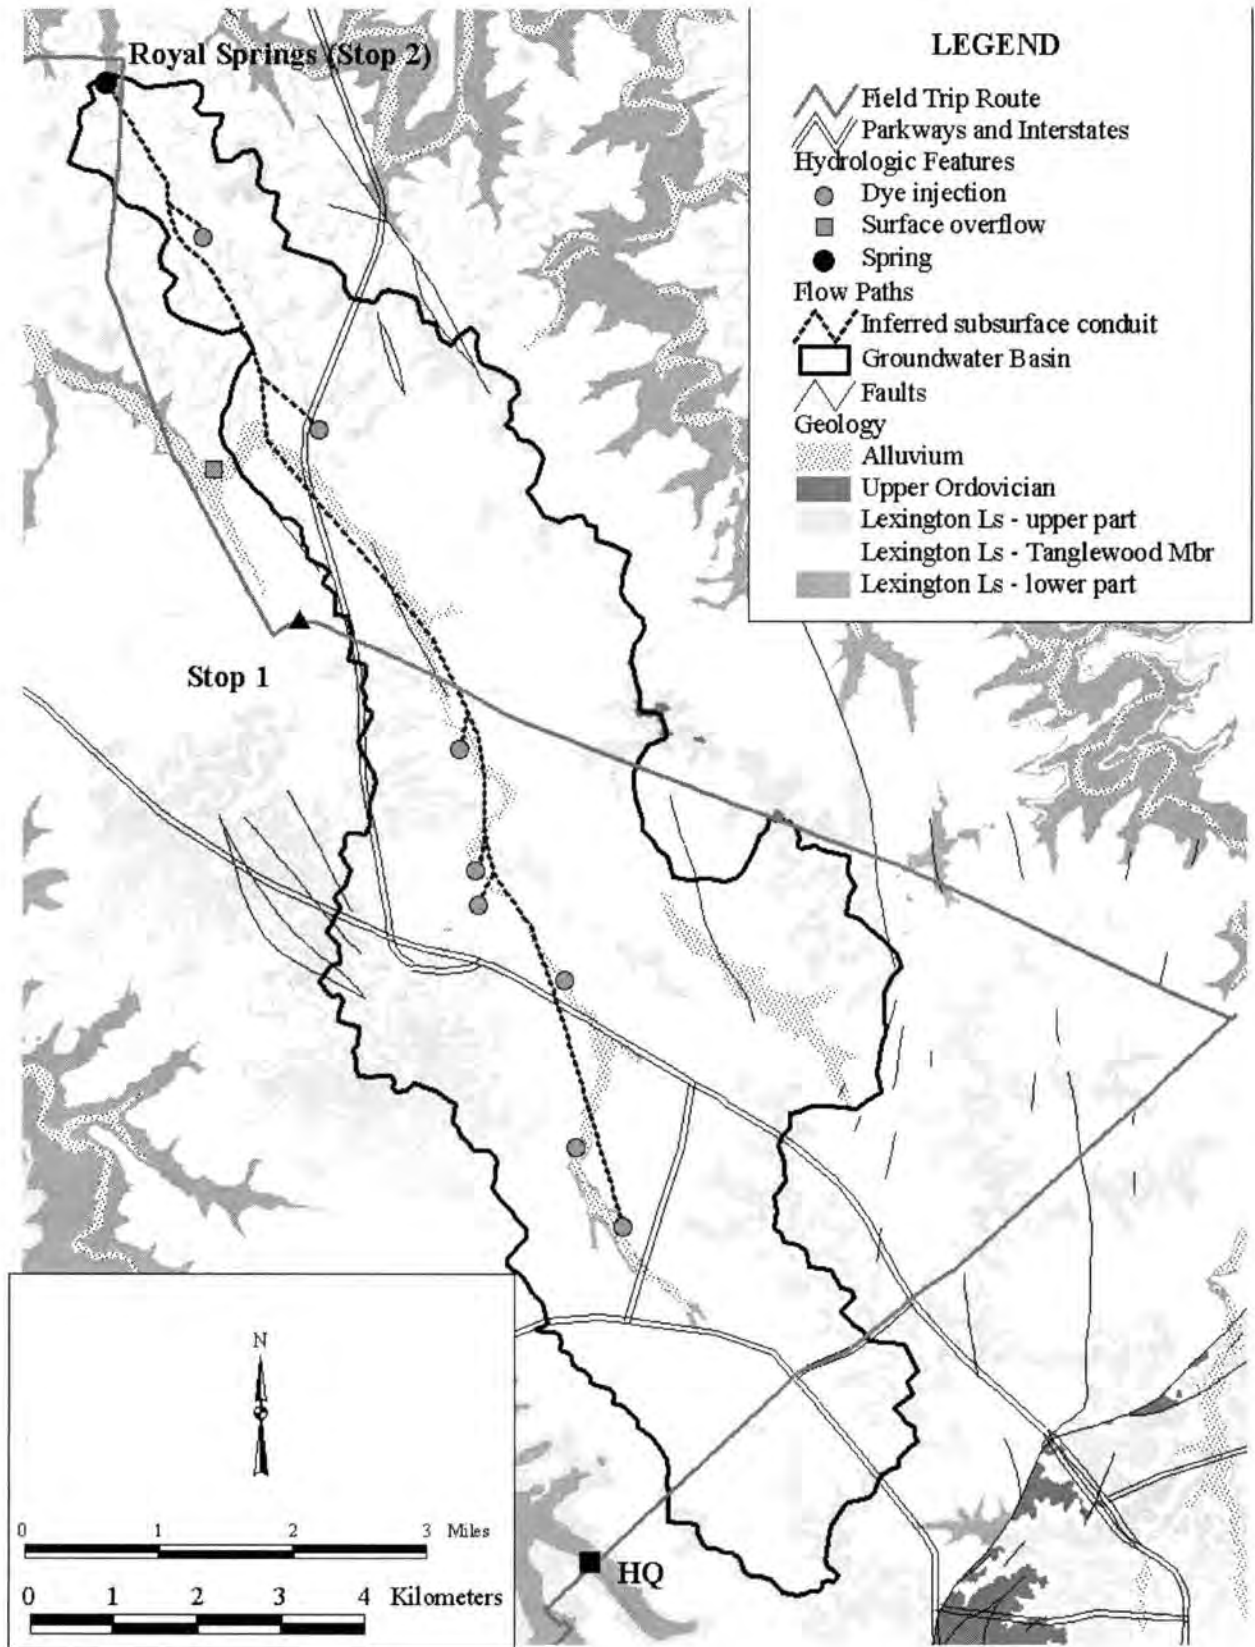 Royal Springs (Stop 2)
LEGEND
Field Trip Route
Parkways and Interstates
Hydrologic Features
Dye injection
Surface overflow
Spring
Flow Paths
Inferred subsurface conduit
Groundwater Basin
Faults
Geology
Alluvium
Upper Ordovician
Lexington Ls - upper part
Lexington Ls - Tanglewood Mbr
Lexington Ls - lower part
Stop 1
N
0 1 2 3 Miles
0 1 2 3 4 Kilometers
HQ